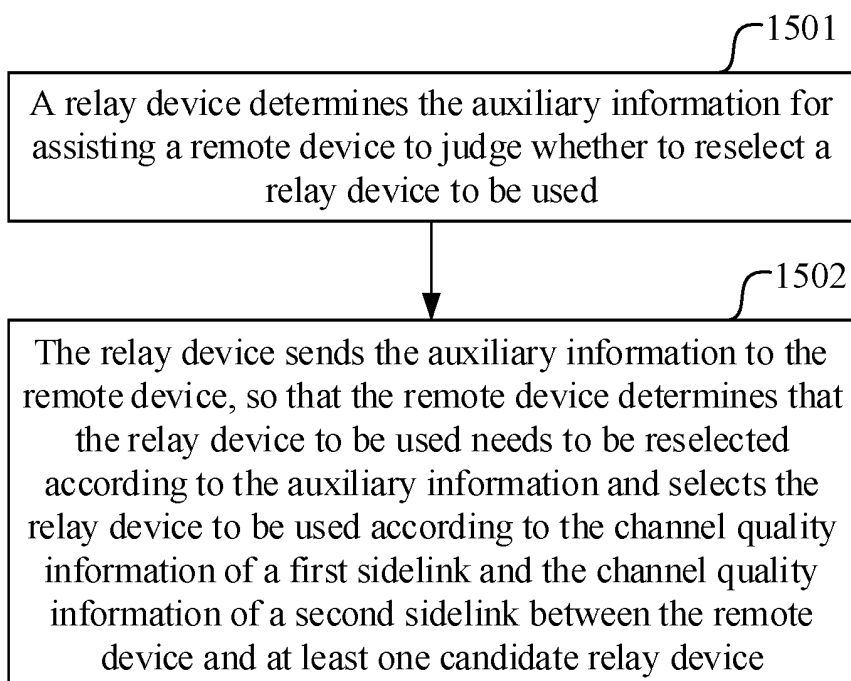 1501
A relay device determines the auxiliary information for
assisting a remote device to judge whether to reselect a
relay device to be used
1502
The relay device sends the auxiliary information to the
remote device, so that the remote device determines that
the relay device to be used needs to be reselected
according to the auxiliary information and selects the
relay device to be used according to the channel quality
information of a first sidelink and the channel quality
information of a second sidelink between the remote
device and at least one candidate relay device